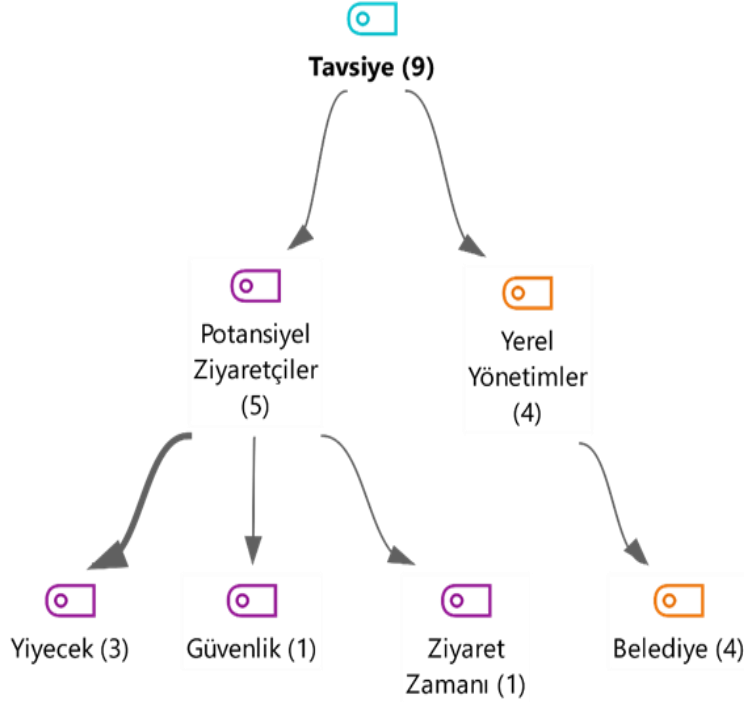 Tavsiye (9)
Potansiyel
Ziyaretçiler
(5)
Yerel
Yönetimler
(4)
Yiyecek (3)
Güvenlik (1)
Ziyaret
Zamanı (1)
Belediye (4)